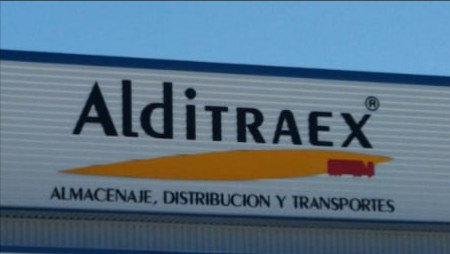 AldiTRAEX®
ALMACENAJE, DISTRIBUCION Y TRANSPORTES